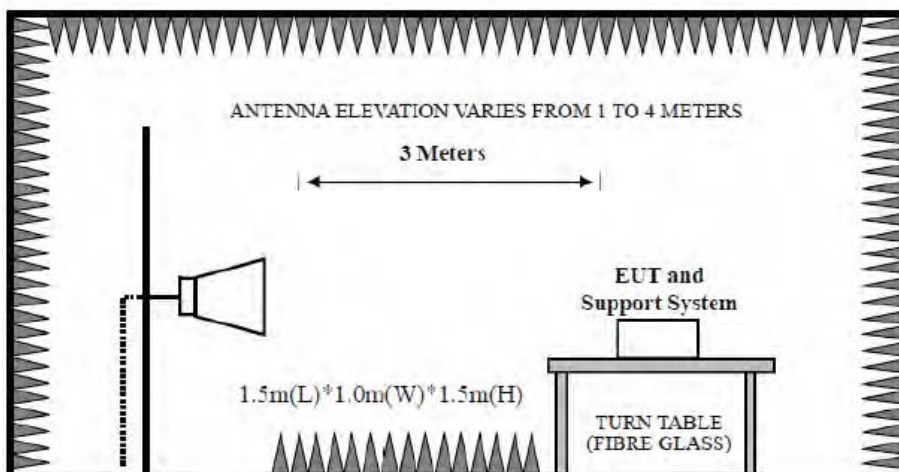 ANTENNA ELEVATION VARIES FROM 1 TO 4 METERS
3 Meters
EUT and
Support System
1.5m(L)*1.0m(W)*1.5m(H)
TURN TABLE
(FIBRE GLASS)